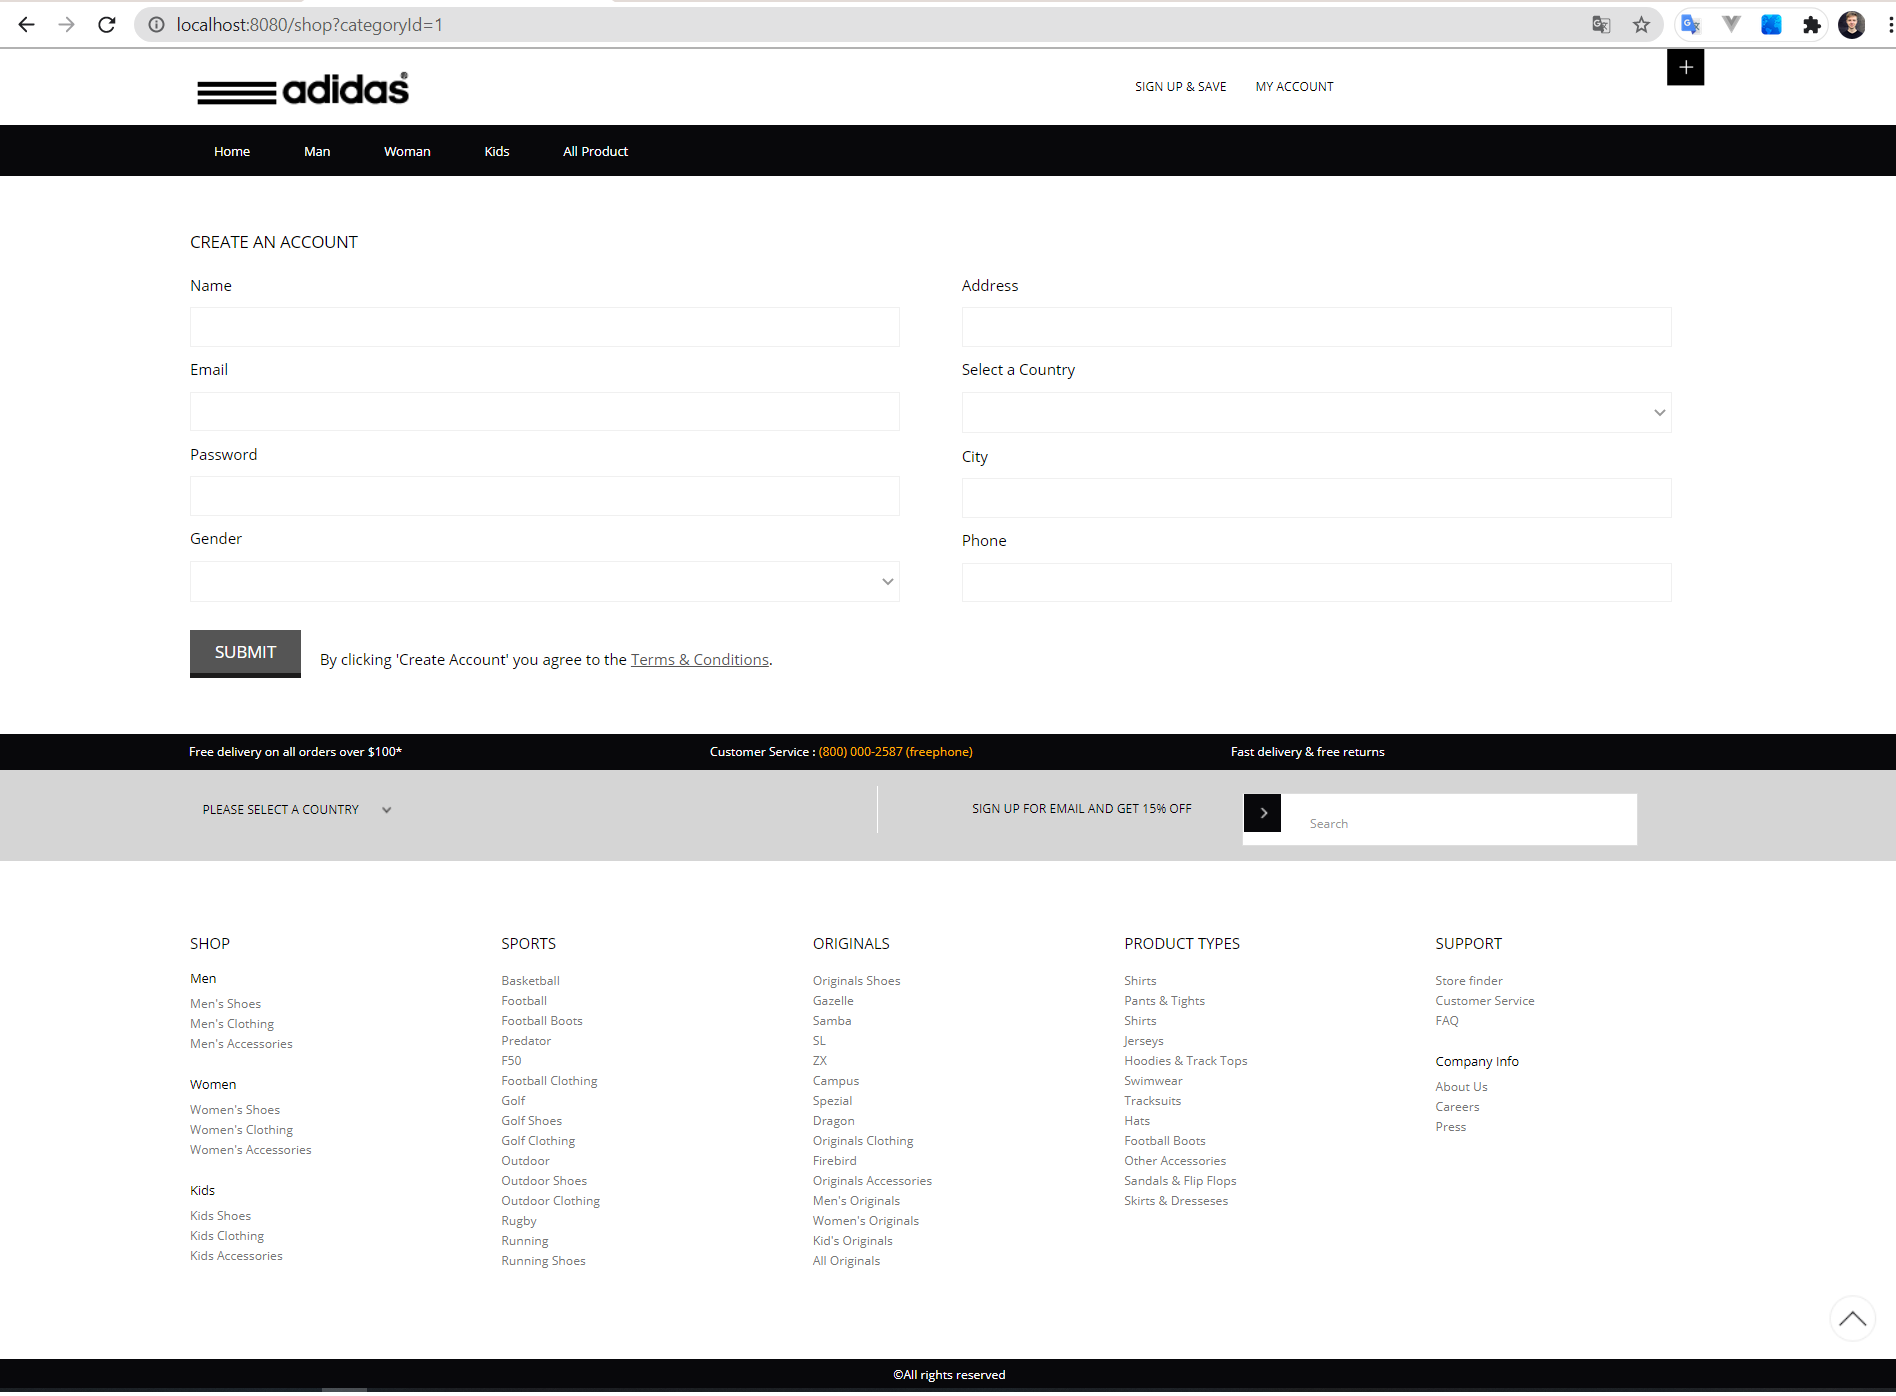 localhost:8080/shop?categoryId=1
adidas®
SIGN UP & SAVE
MY ACCOUNT
Home
Man
Woman
Kids
All Product
CREATE AN ACCOUNT
Name
Address
Email
Select a Country
Password
City
Gender
Phone
SUBMIT
By clicking 'Create Account' you agree to the Terms & Conditions.
Free delivery on all orders over $100*
Customer Service : (800) 000-2587 (freephone)
Fast delivery & free returns
PLEASE SELECT A COUNTRY
SIGN UP FOR EMAIL AND GET 15% OFF
Search
SHOP
Men
Men's Shoes
Men's Clothing
Men's Accessories
Women
Women's Shoes
Women's Clothing
Women's Accessories
Kids
Kids Shoes
Kids Clothing
Kids Accessories
SPORTS
Basketball
Football
Football Boots
Predator
F50
Football Clothing
Golf
Golf Shoes
Golf Clothing
Outdoor
Outdoor Shoes
Outdoor Clothing
Rugby
Running
Running Shoes
ORIGINALS
Originals Shoes
Gazelle
Samba
SL
ZX
Campus
Spezial
Dragon
Originals Clothing
Firebird
Originals Accessories
Men's Originals
Women's Originals
Kid's Originals
All Originals
PRODUCT TYPES
Shirts
Pants & Tights
Shirts
Jerseys
Hoodies & Track Tops
Swimwear
Tracksuits
Hats
Football Boots
Other Accessories
Sandals & Flip Flops
Skirts & Dresseses
SUPPORT
Store finder
Customer Service
FAQ
Company Info
About Us
Careers
Press
©All rights reserved